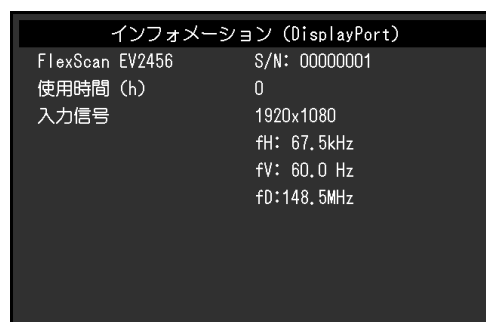 インフォメーション (DisplayPort)
FlexScan EV2456 S/N: 00000001
使用時間 (h) 0
入力信号 1920x1080
fH: 67.5kHz
fV: 60.0 Hz
fD:148.5MHz